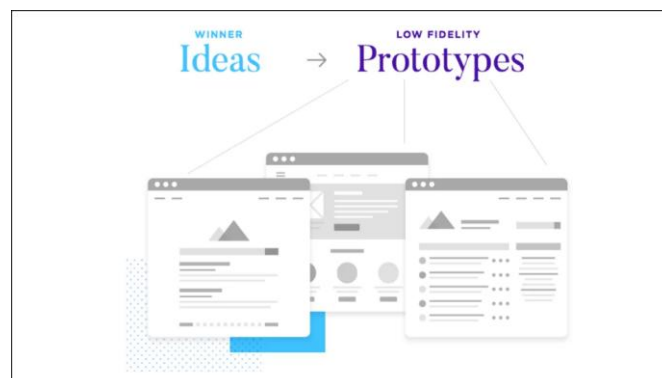 WINNER
Ideas
→
LOW FIDELITY
Prototypes